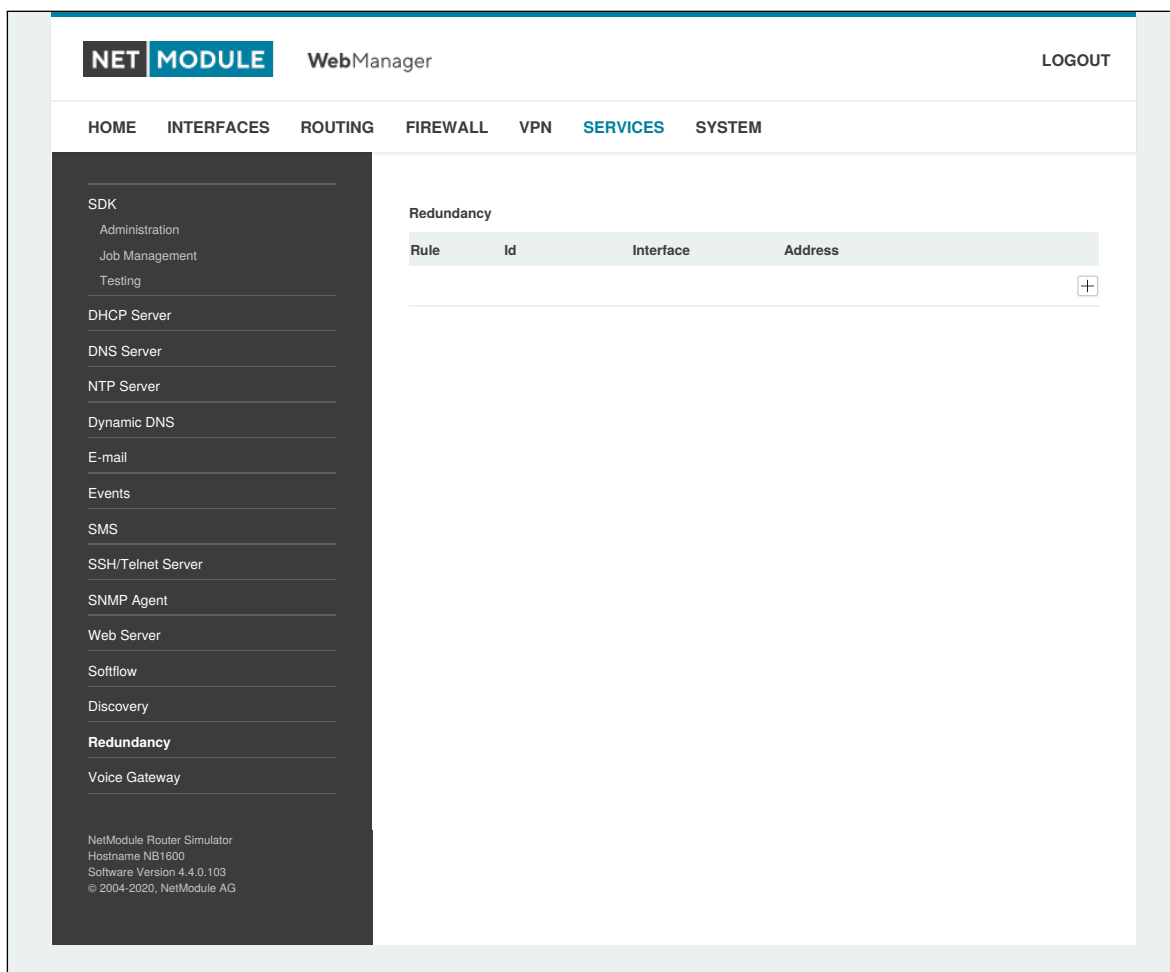 NET MODULE WebManager LOGOUT
HOME INTERFACES ROUTING FIREWALL VPN SERVICES SYSTEM
SDK
Administration
Job Management
Testing
DHCP Server
DNS Server
NTP Server
Dynamic DNS
E-mail
Events
SMS
SSH/Telnet Server
SNMP Agent
Web Server
Softflow
Discovery
Redundancy
Voice Gateway
NetModule Router Simulator
Hostname NB1600
Software Version 4.4.0.103
© 2004-2020, NetModule AG
Redundancy
Rule Id Interface Address